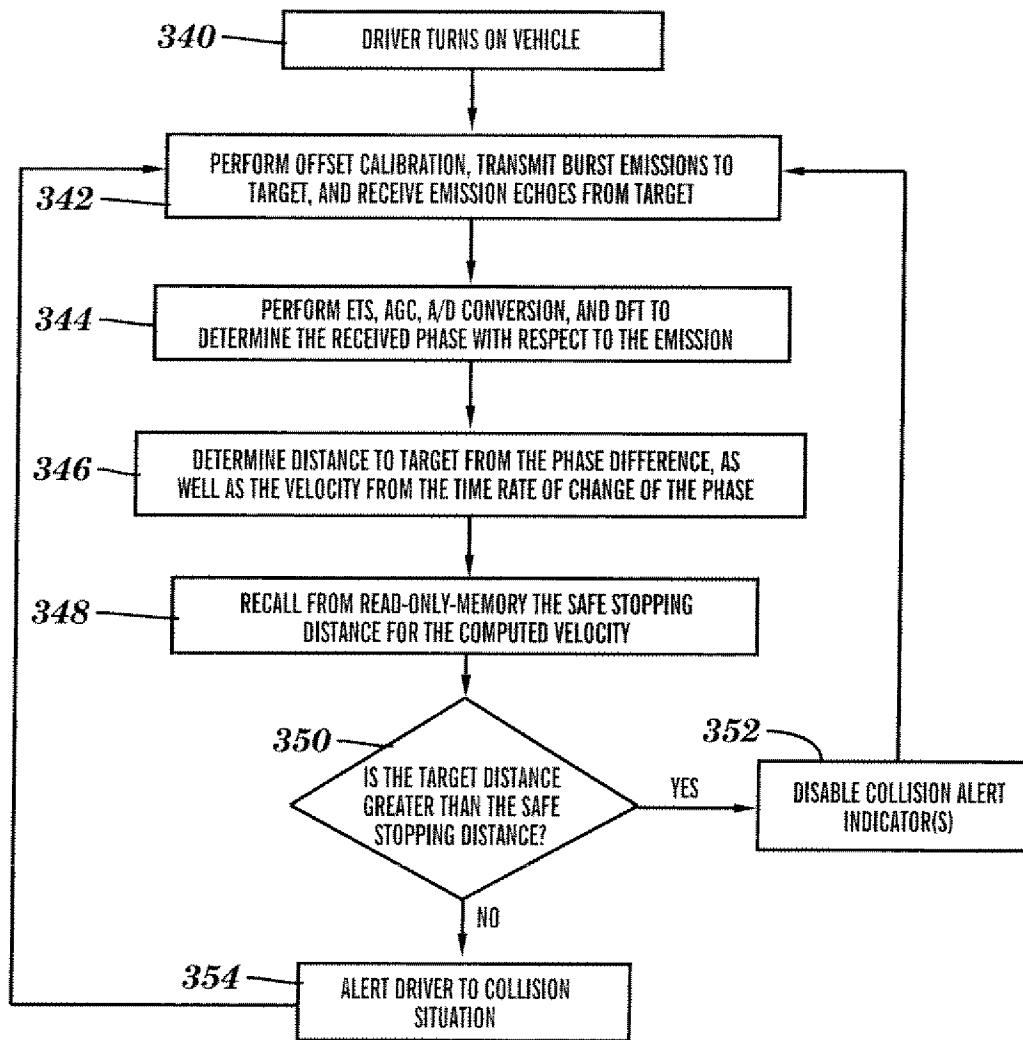 340
DRIVER TURNS ON VEHICLE
342
PERFORM OFFSET CALIBRATION, TRANSMIT BURST EMISSIONS TO
TARGET, AND RECEIVE EMISSION ECHOES FROM TARGET
344
PERFORM ETS, AGC, A/D CONVERSION, AND DFT TO
DETERMINE THE RECEIVED PHASE WITH RESPECT TO THE EMISSION
346
DETERMINE DISTANCE TO TARGET FROM THE PHASE DIFFERENCE, AS
WELL AS THE VELOCITY FROM THE TIME RATE OF CHANGE OF THE PHASE
348
RECALL FROM READ-ONLY-MEMORY THE SAFE STOPPING
DISTANCE FOR THE COMPUTED VELOCITY
350
IS THE TARGET DISTANCE
GREATER THAN THE SAFE
STOPPING DISTANCE?
YES
352
DISABLE COLLISION ALERT
INDICATOR(S)
NO
354
ALERT DRIVER TO COLLISION
SITUATION